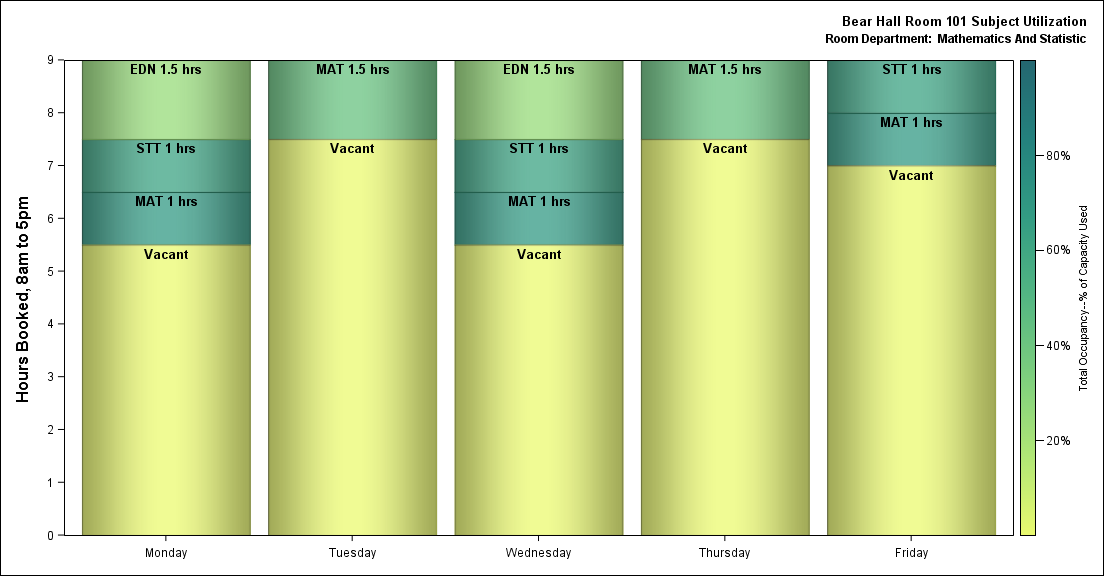 Bear Hall Room 101 Subject Utilization
Room Department: Mathematics And Statistic
Hours Booked, 8am to 5pm
9
8
7
6
5
4
3
2
1
0
EDN 1.5 hrs
STT 1 hrs
MAT 1 hrs
Vacant
MAT 1.5 hrs
Vacant
EDN 1.5 hrs
STT 1 hrs
MAT 1 hrs
Vacant
MAT 1.5 hrs
Vacant
STT 1 hrs
MAT 1 hrs
Vacant
Monday
Tuesday
Wednesday
Thursday
Friday
80%
60%
40%
20%
Total Occupancy--% of Capacity Used